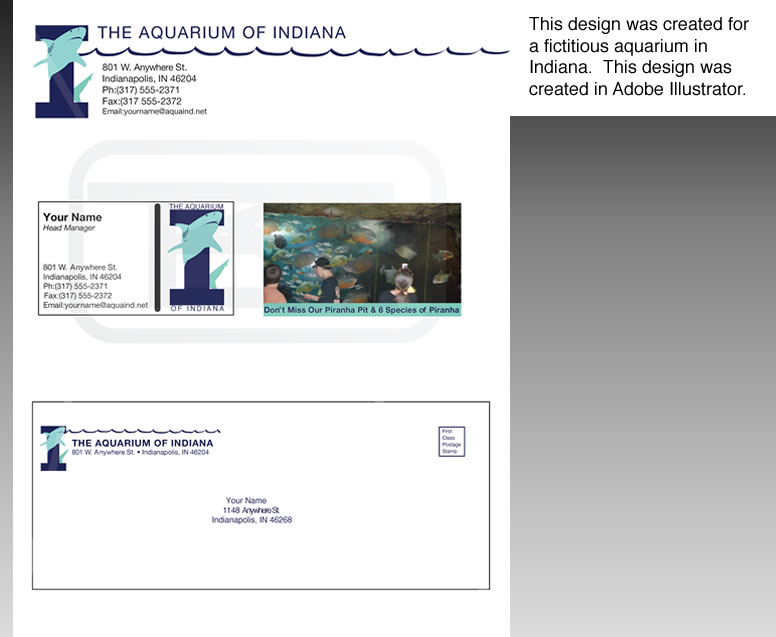 THE AQUARIUM OF INDIANA
801 W. Anywhere St.
Indianapolis, IN 46204
Ph:(317) 555-2371
Fax:(317 555-2372
Email:yourname@aquaind.net
This design was created for
a fictitious aquarium in
Indiana. This design was
created in Adobe Illustrator.
Your Name
Head Manager
801 W. Anywhere St.
Indianapolis, IN 46204
Ph:(317) 555-2371
Fax:(317) 555-2372
Email:yourname@aquaind.net
THE AQUARIUM
OF INDIANA
Don't Miss Our Piranha Pit & 6 Species of Piranha
THE AQUARIUM OF INDIANA
801 W. Anywhere St. • Indianapolis, IN 46204
First
Class
Postage
Stamp
Your Name
1148 Anywhere St.
Indianapolis, IN 46268